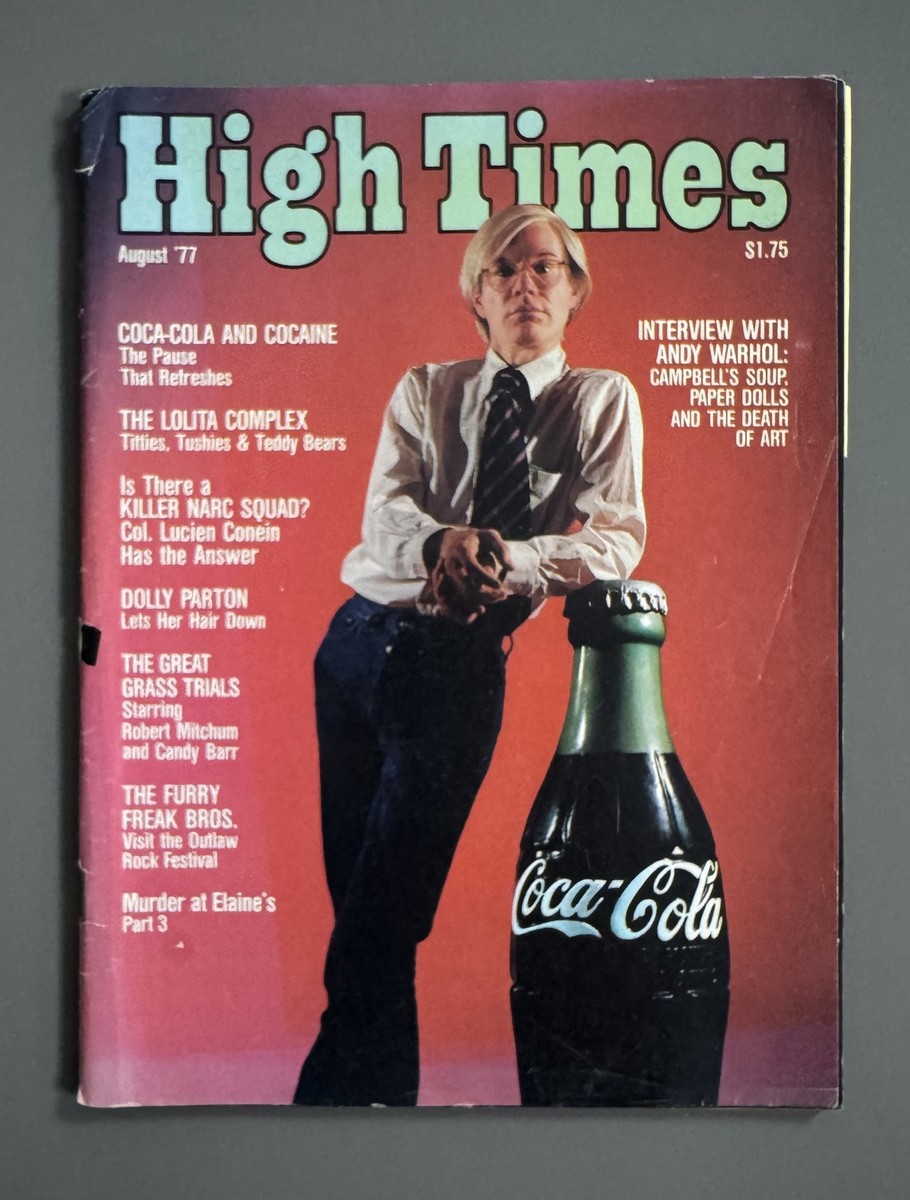 High Times
August '77
$1.75
COCA-COLA AND COCAINE
The Pause
That Refreshes
THE LOLITA COMPLEX
Titties, Tushies & Teddy Bears
Is There a
KILLER NARC SQUAD?
Col. Lucien Conein
Has the Answer
DOLLY PARTON
Lets Her Hair Down
THE GREAT
GRASS TRIALS
Starring
Robert Mitchum
and Candy Barr
THE FURRY
FREAK BROS.
Visit the Outlaw
Rock Festival
Murder at Elaine's
Part 3
INTERVIEW WITH
ANDY WARHOL:
CAMPBELL'S SOUP,
PAPER DOLLS
AND THE DEATH
OF ART
Coca-Cola